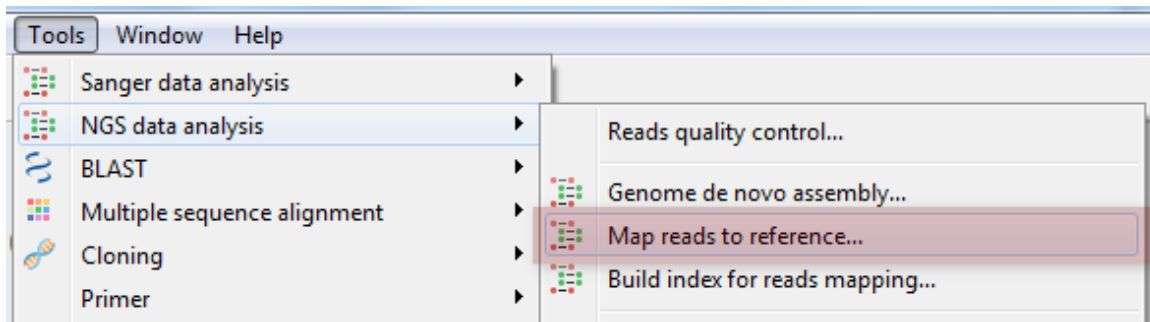 Tools Window Help
Sanger data analysis
NGS data analysis
BLAST
Multiple sequence alignment
Cloning
Primer
Reads quality control...
Genome de novo assembly...
Map reads to reference...
Build index for reads mapping...